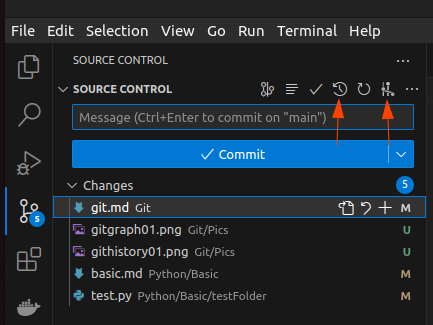 File Edit Selection View Go Run Terminal Help
SOURCE CONTROL
SOURCE CONTROL
Message (Ctrl+Enter to commit on "main")
Commit
Changes 5
git.md Git M
gitgraph01.png Git/Pics U
githistory01.png Git/Pics U
5
basic.md Python/Basic M
test.py Python/Basic/testFolder M